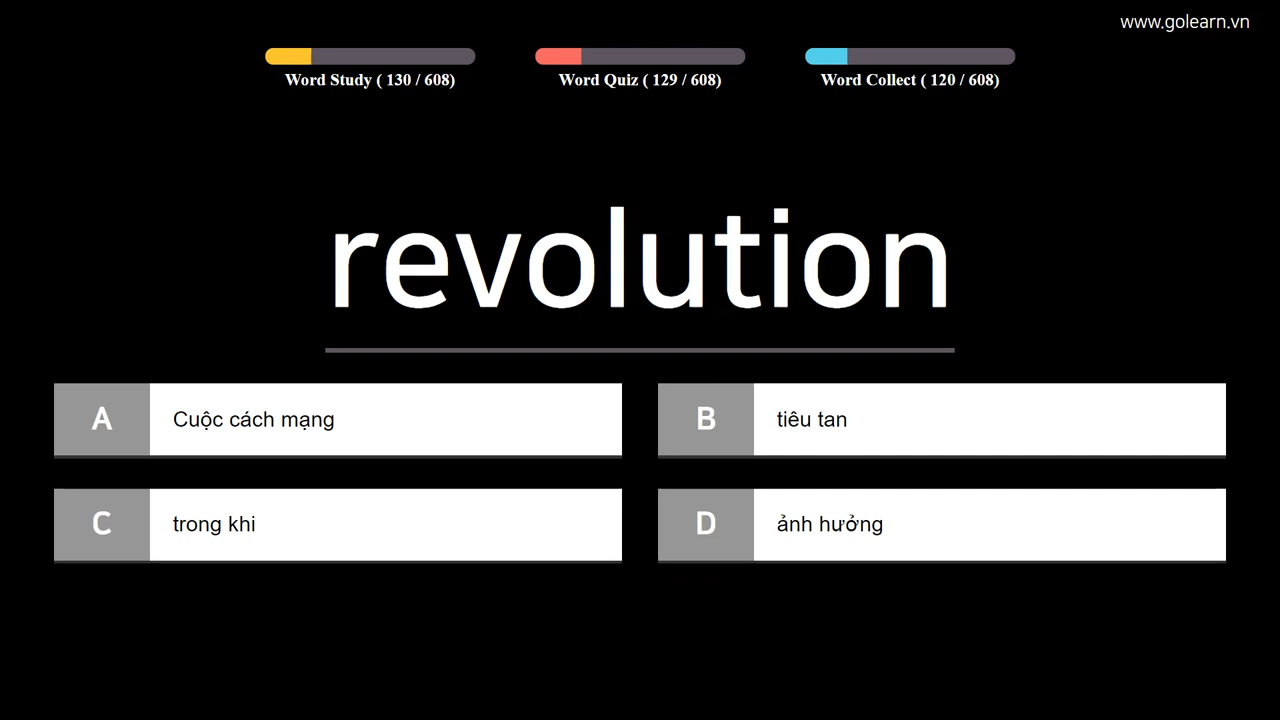 www.golearn.vn
Word Study ( 130 / 608)
Word Quiz ( 129 / 608)
Word Collect ( 120 / 608)
revolution
A Cuộc cách mạng
B tiêu tan
C trong khi
D ảnh hưởng